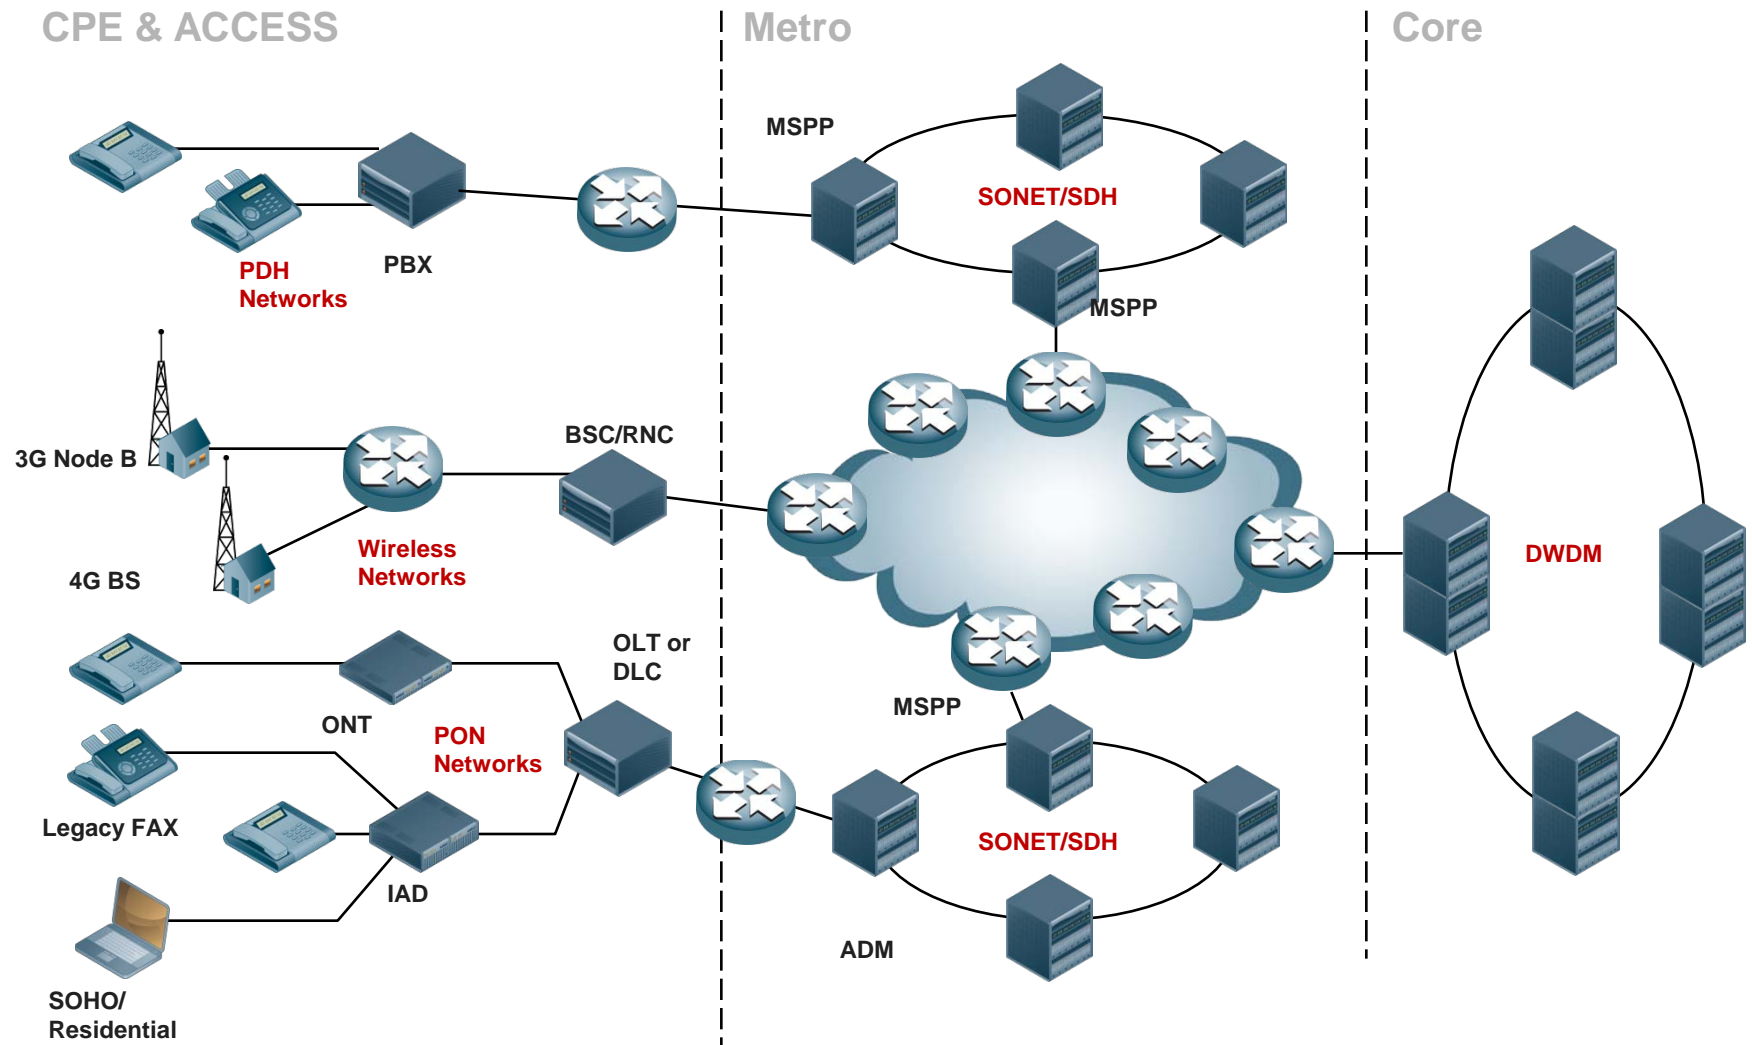 CPE & ACCESS
Metro
Core
MSPP
SONET/SDH
PBX
PDH
Networks
MSPP
3G Node B
BSC/RNC
Wireless
Networks
4G BS
DWDM
OLT or
DLC
MSPP
ONT
PON
Networks
Legacy FAX
SONET/SDH
IAD
ADM
SOHO/
Residential